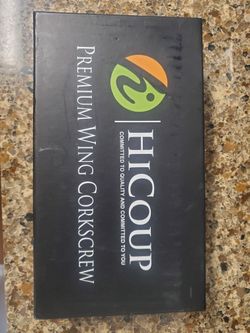 HiCoup
COMMITTED TO QUALITY AND COMMITTED TO YOU
PREMIUM WING CORKSCREW